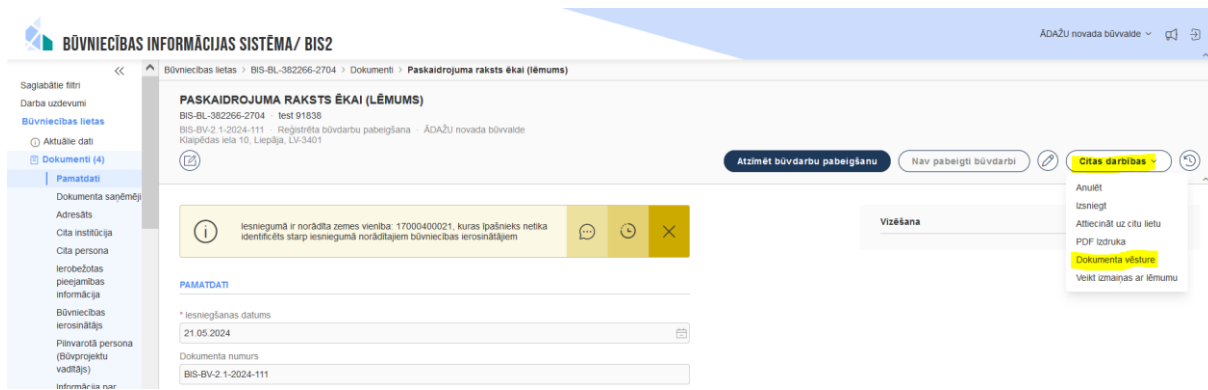 BŪVNIECĪBAS INFORMĀCIJAS SISTĒMA/ BIS2
ĀDAŽU novada būvvalde
Saglabātie filtri
Darba uzdevumi
Būvniecības lietas
Aktuālie dati
Dokumenti (4)
Pamatdati
Dokumenta saņēmēji
Adresāts
Cita institūcija
Cita persona
Ierobežotas
pieejamības
informācija
Būvniecības
ierosinātājs
Pilnvarotā persona
(Būvprojektu
vadītājs)
Informācija par
Būvniecības lietas > BIS-BL-382266-2704 > Dokumenti > Paskaidrojuma raksts ēkai (lēmums)
PASKAIDROJUMA RAKSTS ĒKAI (LĒMUMS)
BIS-BL-382266-2704 · test 91838
BIS-BV-2.1-2024-111 · Reģistrēta būvdarbu pabeigšana · ĀDAŽU novada būvvalde
Klaipēdas iela 10, Liepāja, LV-3401
Atzīmēt būvdarbu pabeigšanu
Nav pabeigti būvdarbi
Citas darbības
Anulēt
Izsniegt
Attiecināt uz citu lietu
PDF Izdruka
Dokumenta vēsture
Veikt izmaiņas ar lēmumu
Iesniegumā ir norādīta zemes vienība: 17000400021, kuras īpašnieks netika
identificēts starp iesniegumā norādītajiem būvniecības ierosinātājiem
Vizēšana
PAMATDATI
* Iesniegšanas datums
21.05.2024
Dokumenta numurs
BIS-BV-2.1-2024-111